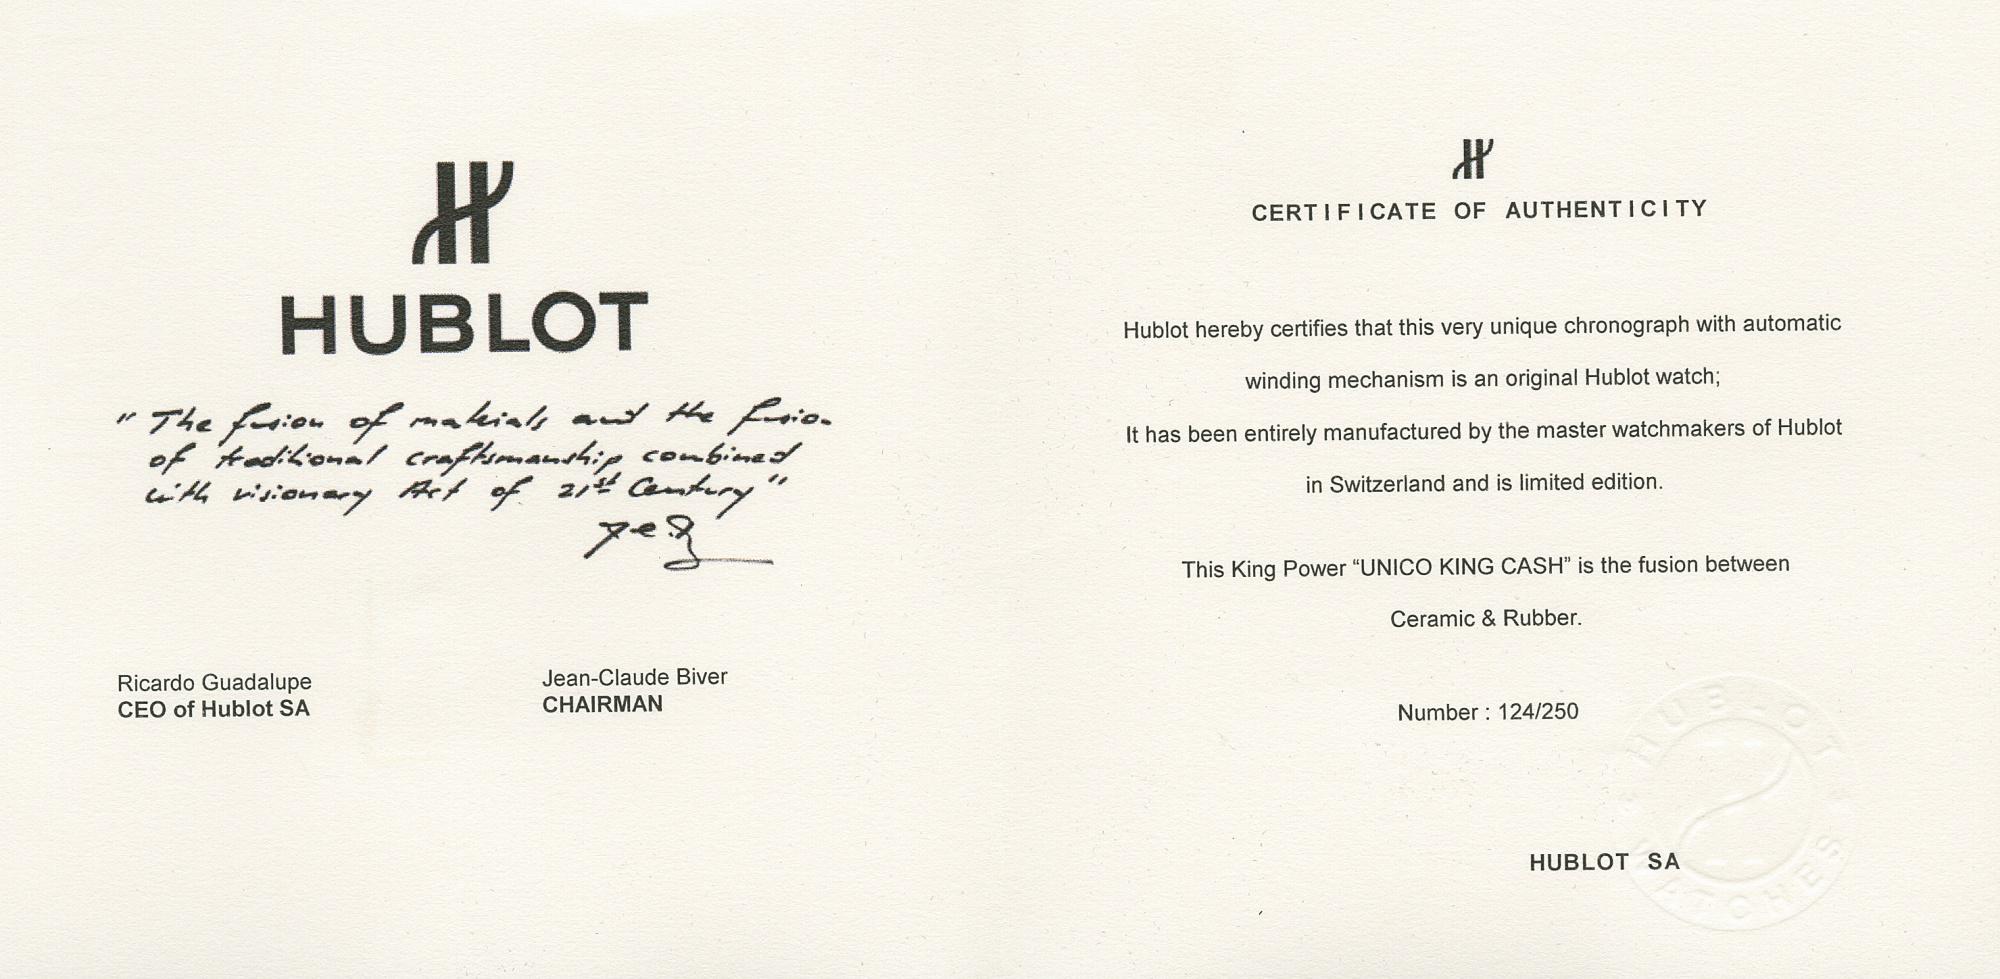 HUBLOT
"The fusion of materials and the fusion
of traditional craftsmanship combined
with visionary Art of 21st Century"
Ricardo Guadalupe
CEO of Hublot SA
Jean-Claude Biver
CHAIRMAN
CERTIFICATE OF AUTHENTICITY
Hublot hereby certifies that this very unique chronograph with automatic
winding mechanism is an original Hublot watch;
It has been entirely manufactured by the master watchmakers of Hublot
in Switzerland and is limited edition.
This King Power “UNICO KING CASH” is the fusion between
Ceramic & Rubber.
Number : 124/250
HUBLOT SA
HUBLOT
WATCHES